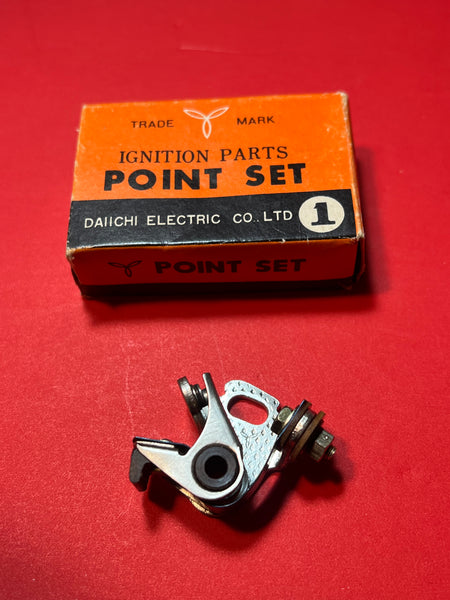 TRADE MARK
IGNITION PARTS
POINT SET
DAIICHI ELECTRIC CO., LTD 1
POINT SET